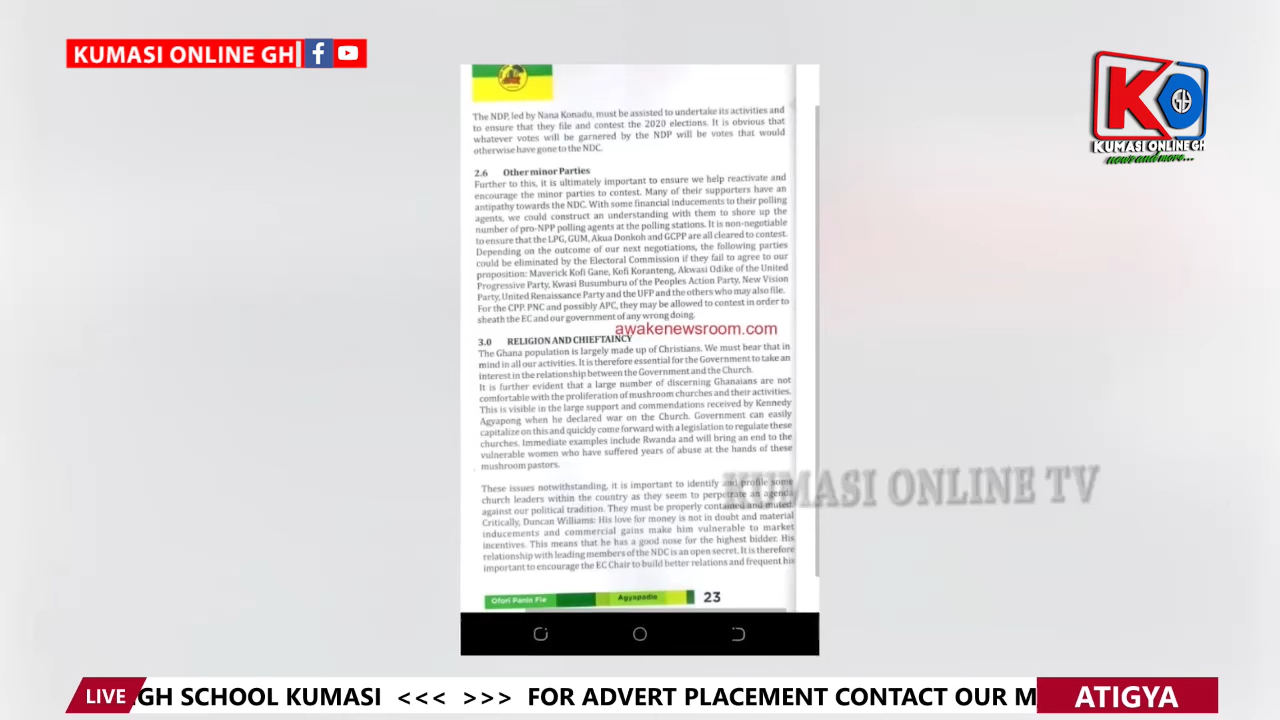 KUMASI ONLINE GH
KO
GH
KUMASI ONLINE GH
news and more...
The NDP, led by Nana Konadu, must be assisted to undertake its activities and
to ensure that they file and contest the 2020 elections. It is obvious that
whatever votes will be garnered by the NDP will be votes that would
otherwise have gone to the NDC.
2.6 Other minor Parties
Further to this, it is ultimately important to ensure we help reactivate and
encourage the minor parties to contest. Many of their supporters have an
antipathy towards the NDC. With some financial inducements to their polling
agents, we could construct an understanding with them to shore up the
number of pro-NPP polling agents at the polling stations. It is non-negotiable
to ensure that the LPG, GUM, Akua Donkoh and GCPP are all cleared to contest.
Depending on the outcome of our next negotiations, the following parties
could be eliminated by the Electoral Commission if they fail to agree to our
proposition: Maverick Kofi Gane, Kofi Koranteng, Akwasi Odike of the United
Progressive Party, Kwasi Busumburu of the Peoples Action Party, New Vision
Party, United Renaissance Party and the UFP and the others who may also file.
For the CPP, PNC and possibly APC, they may be allowed to contest in order to
sheath the EC and our government of any wrong doing.
awakenewsroom.com
3.0 RELIGION AND CHIEFTAINCY
The Ghana population is largely made up of Christians. We must bear that in
mind in all our activities. It is therefore essential for the Government to take an
interest in the relationship between the Government and the Church.
It is further evident that a large number of discerning Ghanaians are not
comfortable with the proliferation of mushroom churches and their activities.
This is visible in the large support and commendations received by Kennedy
Agyapong when he declared war on the Church. Government can easily
capitalize on this and quickly come forward with a legislation to regulate these
churches. Immediate examples include Rwanda and will bring an end to the
vulnerable women who have suffered years of abuse at the hands of these
mushroom pastors.
These issues notwithstanding, it is important to identify and profile some
church leaders within the country as they seem to perpetrate an agenda
against our political tradition. They must be properly contained and muted.
Critically, Duncan Williams: His love for money is not in doubt and material
inducements and commercial gains make him vulnerable to market
incentives. This means that he has a good nose for the highest bidder. His
relationship with leading members of the NDC is an open secret. It is therefore
important to encourage the EC Chair to build better relations and frequent his
KUMASI ONLINE TV
Ofori Panin Fie Agyapadie 23
LIVE GH SCHOOL KUMASI <<< >>> FOR ADVERT PLACEMENT CONTACT OUR M ATIGYA